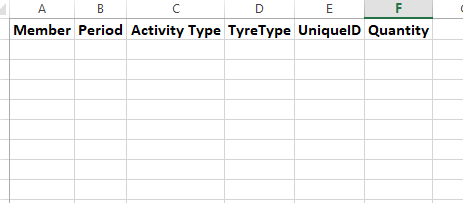 A B C D E F
Member Period Activity Type TyreType UniqueID Quantity